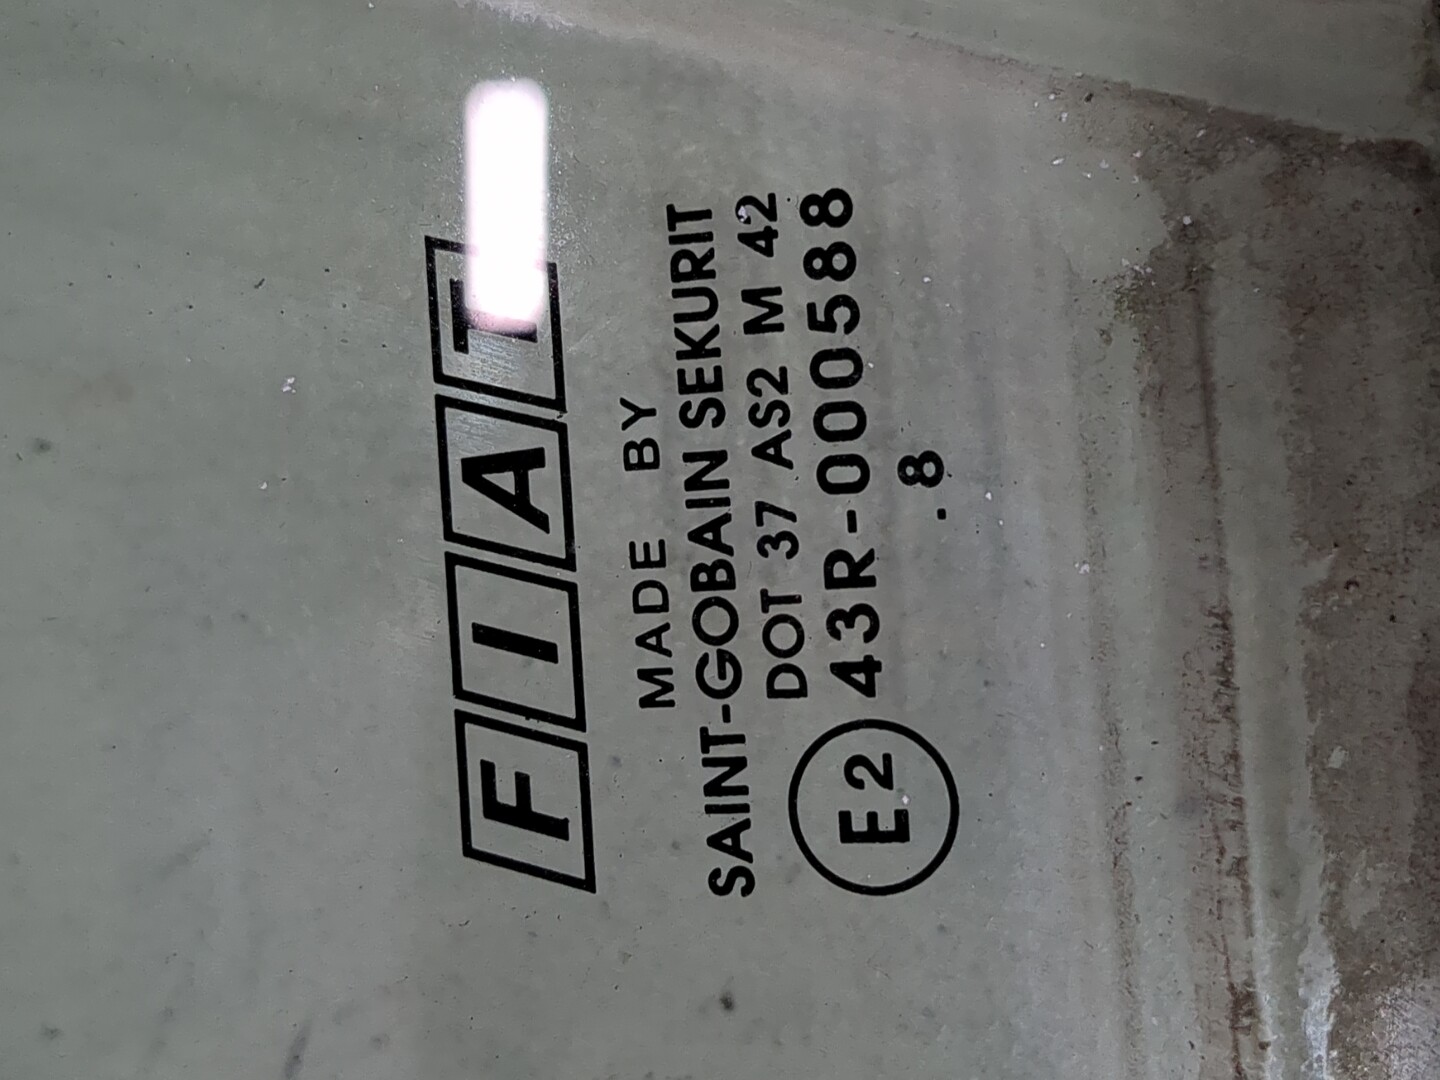 FIAT
MADE BY
SAINT-GOBAIN SEKURIT
DOT 37 AS2 M 42
E2 43R-000588
.8